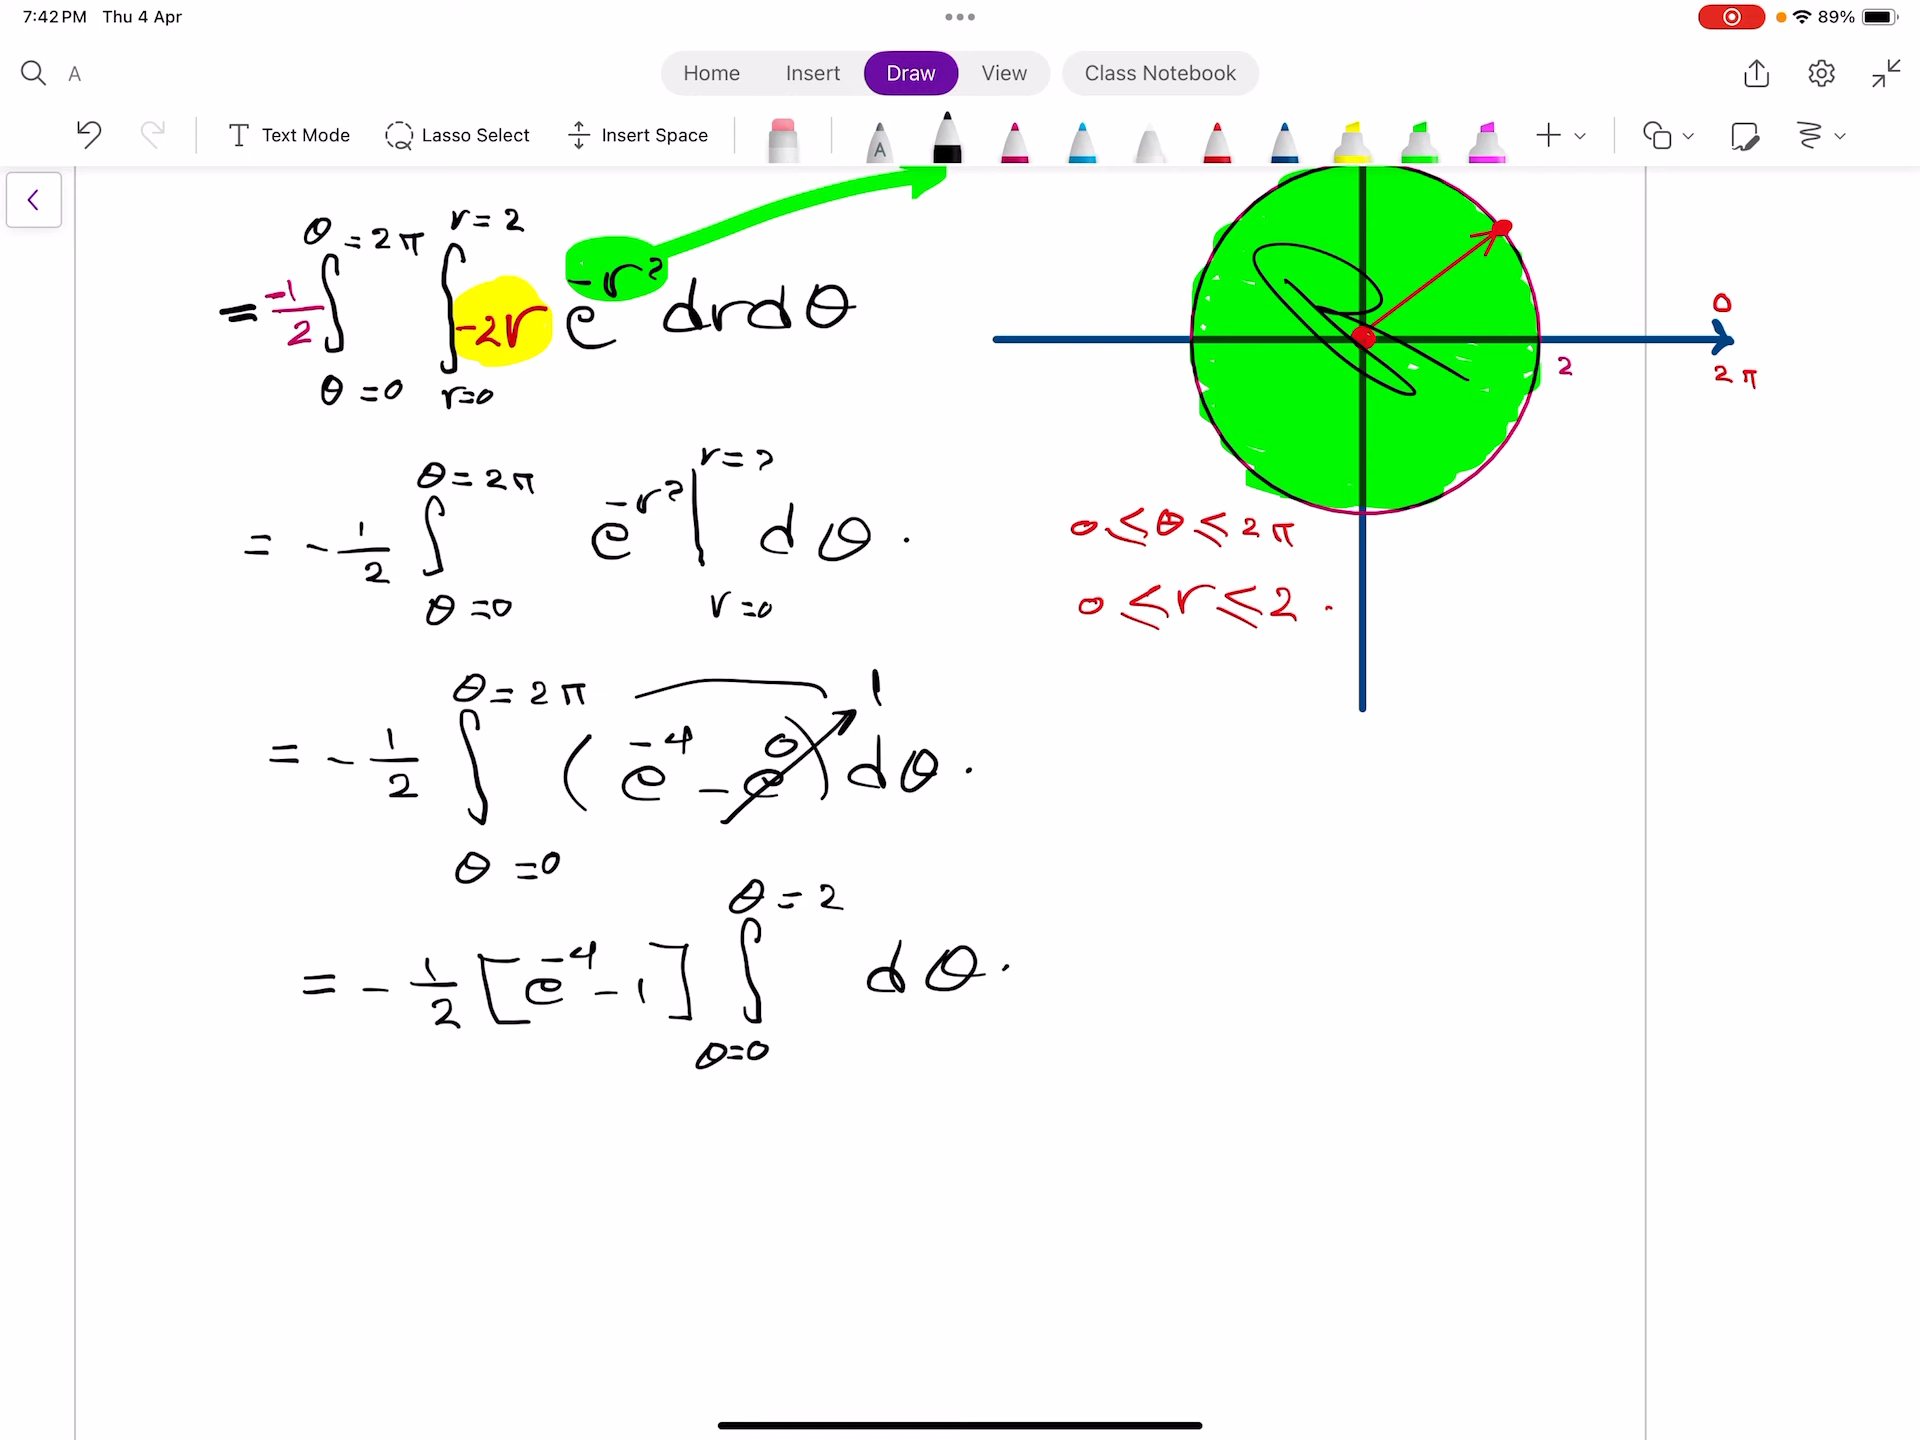 7:42 PM Thu 4 Apr
89%
A
Home Insert Draw View Class Notebook
Text Mode Lasso Select Insert Space
A
= -1/2 ∫_{θ=0}^{θ=2π} ∫_{r=0}^{r=2} -2r e^{-r²} dr dθ
= -1/2 ∫_{θ=0}^{θ=2π} e^{-r²} |_{r=0}^{r=2} dθ.
= -1/2 ∫_{θ=0}^{θ=2π} (e^{-4} - e^{0}) dθ.
1
= -1/2 [e^{-4} - 1] ∫_{θ=0}^{θ=2} dθ.
0
2
2π
0 ≤ θ ≤ 2π
0 ≤ r ≤ 2.